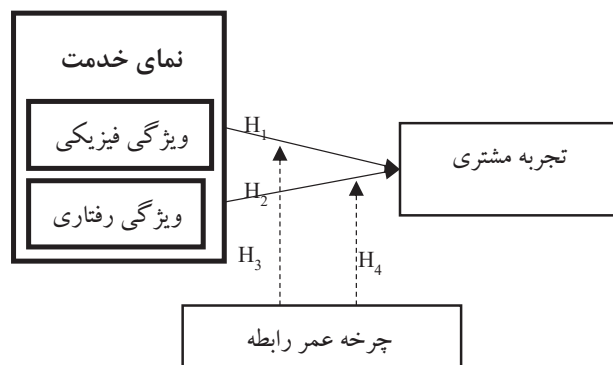 نمای خدمت
ویژگی فیزیکی
ویژگی رفتاری
H1
H2
H3
H4
تجربه مشتری
چرخه عمر رابطه